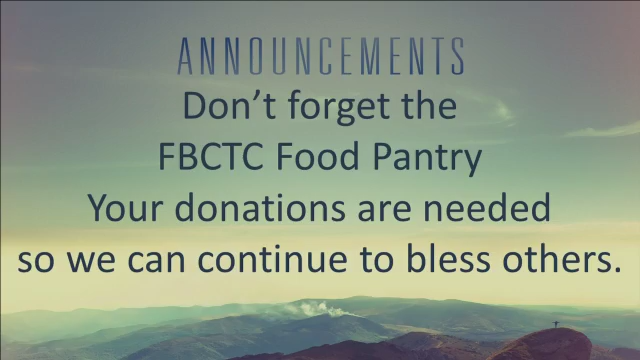 ANNOUNCEMENTS
Don’t forget the
FBCTC Food Pantry
Your donations are needed
so we can continue to bless others.